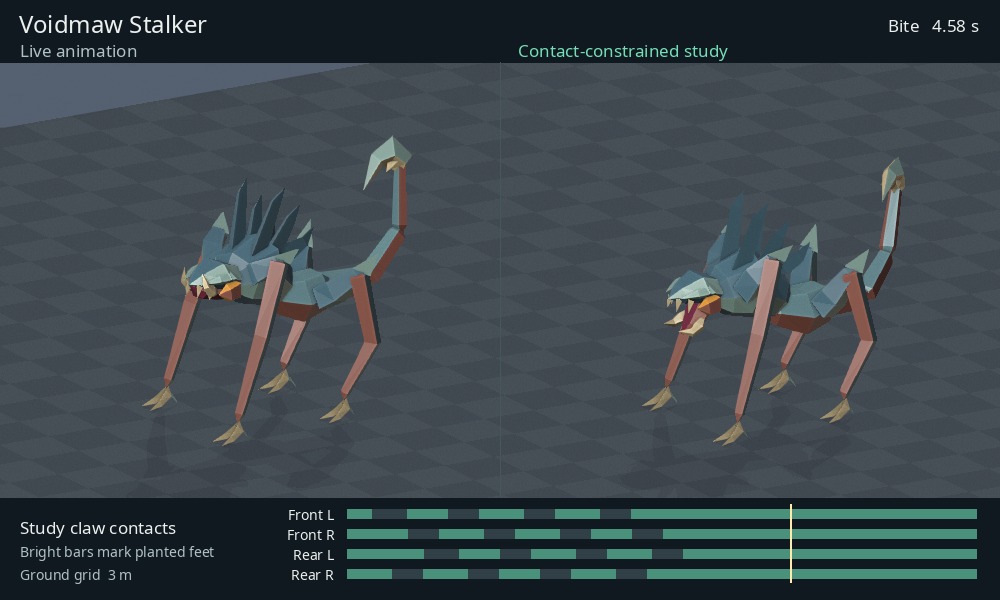 Voidmaw Stalker
Bite 4.58 s
Live animation
Contact-constrained study
Study claw contacts
Bright bars mark planted feet
Ground grid 3 m
Front L
Front R
Rear L
Rear R